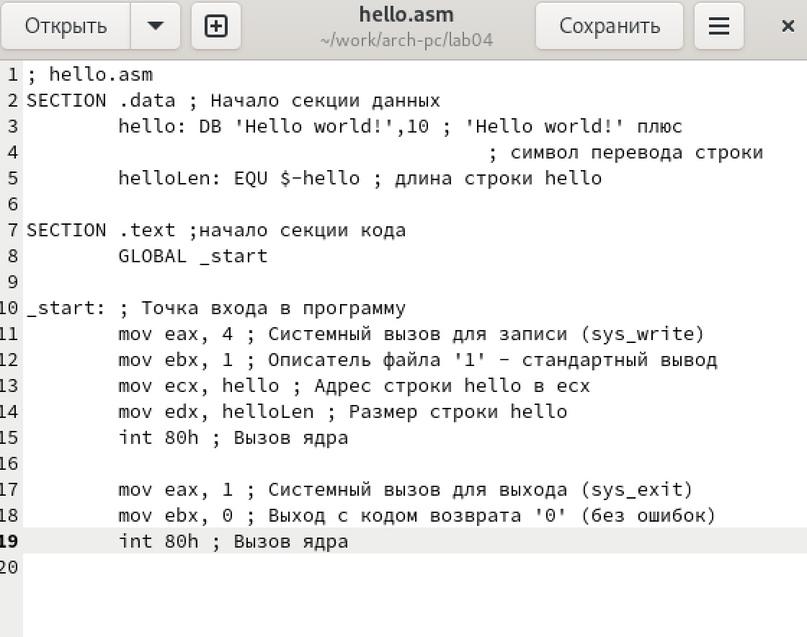 Открыть
hello.asm
~/work/arch-pc/lab04
Сохранить
1 ; hello.asm
2 SECTION .data ; Начало секции данных
3 hello: DB 'Hello world!',10 ; 'Hello world!' плюс
4 ; символ перевода строки
5 helloLen: EQU $-hello ; длина строки hello
6
7 SECTION .text ;начало секции кода
8 GLOBAL _start
9
10 _start: ; Точка входа в программу
11 mov eax, 4 ; Системный вызов для записи (sys_write)
12 mov ebx, 1 ; Описатель файла '1' - стандартный вывод
13 mov ecx, hello ; Адрес строки hello в ecx
14 mov edx, helloLen ; Размер строки hello
15 int 80h ; Вызов ядра
16
17 mov eax, 1 ; Системный вызов для выхода (sys_exit)
18 mov ebx, 0 ; Выход с кодом возврата '0' (без ошибок)
19 int 80h ; Вызов ядра
20